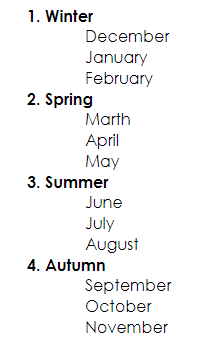 1. Winter
December
January
February
2. Spring
Marth
April
May
3. Summer
June
July
August
4. Autumn
September
October
November